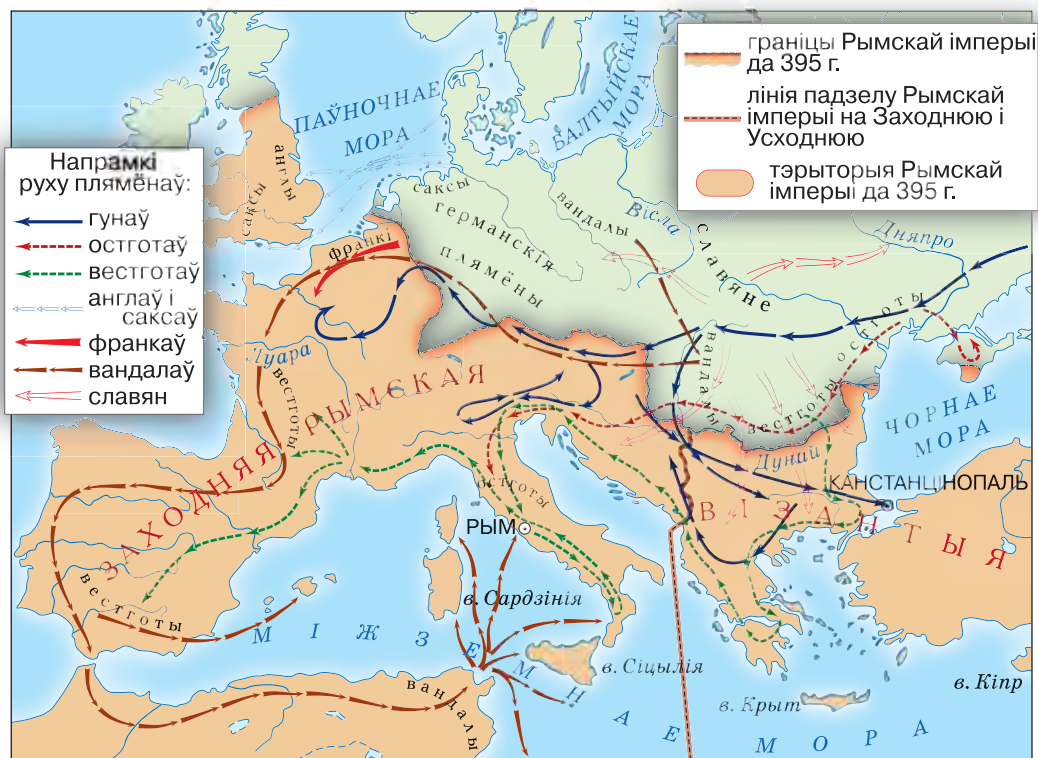 граніцы Рымскай імперыі
да 395 г.
лінія падзелу Рымскай
імперыі на Заходнюю і
Усходнюю
тэрыторыя Рымскай
імперыі да 395 г.
Напрамкі
руху плямёнаў:
гунаў
остготаў
вестготаў
англаў і
саксаў
франкаў
вандалаў
славян
ПАЎНОЧНАЕ
МОРА
БАЛТЫЙСКАЕ
МОРА
англы
саксы
саксы
германскія
плямёны
вандалы
Вісла
славяне
Дняпро
франкі
Луара
вестготы
вандалы
остготы
вестготы
ЗАХОДНЯЯ РЫМСКАЯ
ЧОРНАЕ
МОРА
Дунай
КАНСТАНЦІНОПАЛЬ
ВІЗАНТЫЯ
остготы
РЫМ
вестготы
в. Сардзінія
МІЖЗЕМНАЕ МОРА
в. Сіцылія
в. Крыт
в. Кіпр
вандалы